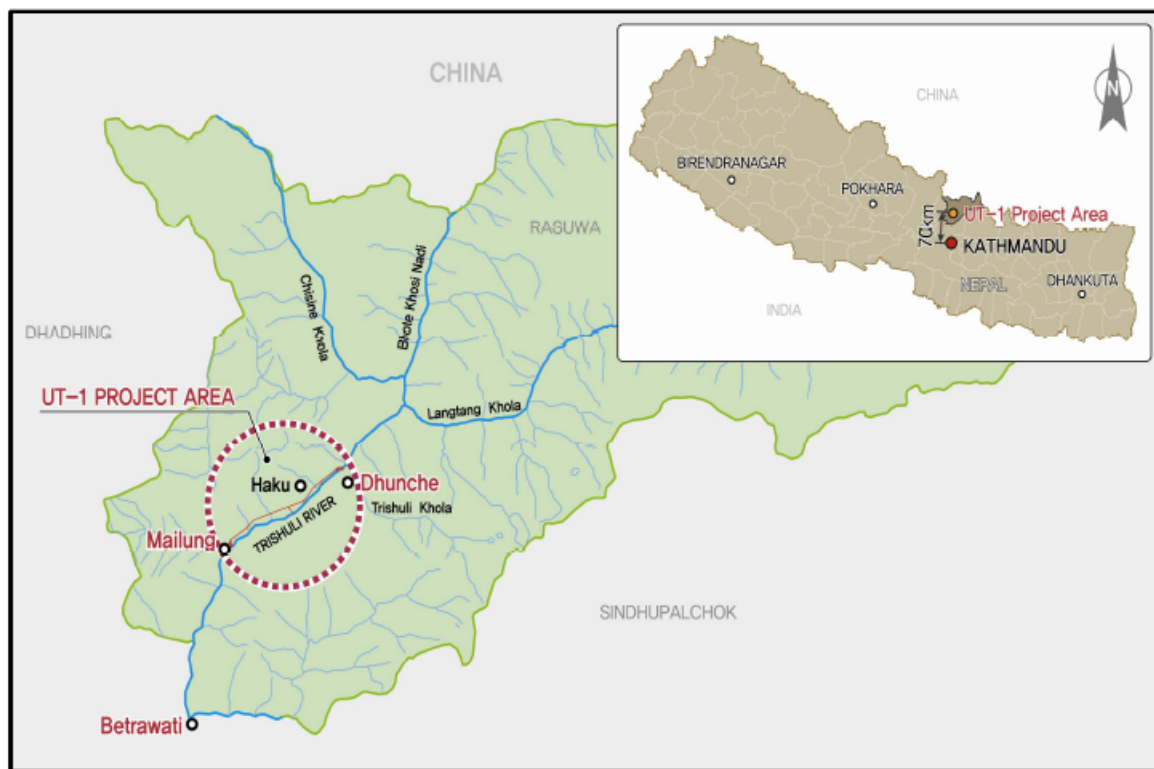 CHINA
RASUWA
Chisine Khola
Bhote Khosi Nadi
DHADHING
UT-1 PROJECT AREA
Langtang Khola
Haku
Dhunche
TRISHULI RIVER
Trishuli Khola
Mailung
SINDHUPALCHOK
Betrawati
N
CHINA
BIRENDRANAGAR
POKHARA
UT-1 Project Area
70km
KATHMANDU
NEPAL
DHANKUTA
INDIA